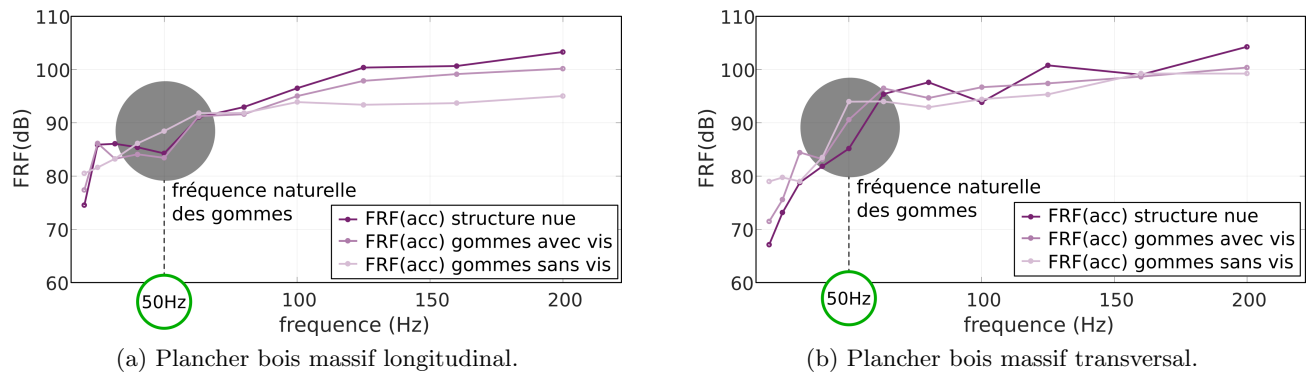 110
100
90
80
70
60
FRF(dB)
fréquence naturelle
des gommes
FRF(acc) structure nue
FRF(acc) gommes avec vis
FRF(acc) gommes sans vis
50Hz
100
150
200
frequence (Hz)
(a) Plancher bois massif longitudinal.
110
100
90
80
70
60
FRF(dB)
fréquence naturelle
des gommes
FRF(acc) structure nue
FRF(acc) gommes avec vis
FRF(acc) gommes sans vis
50Hz
100
150
200
frequence (Hz)
(b) Plancher bois massif transversal.